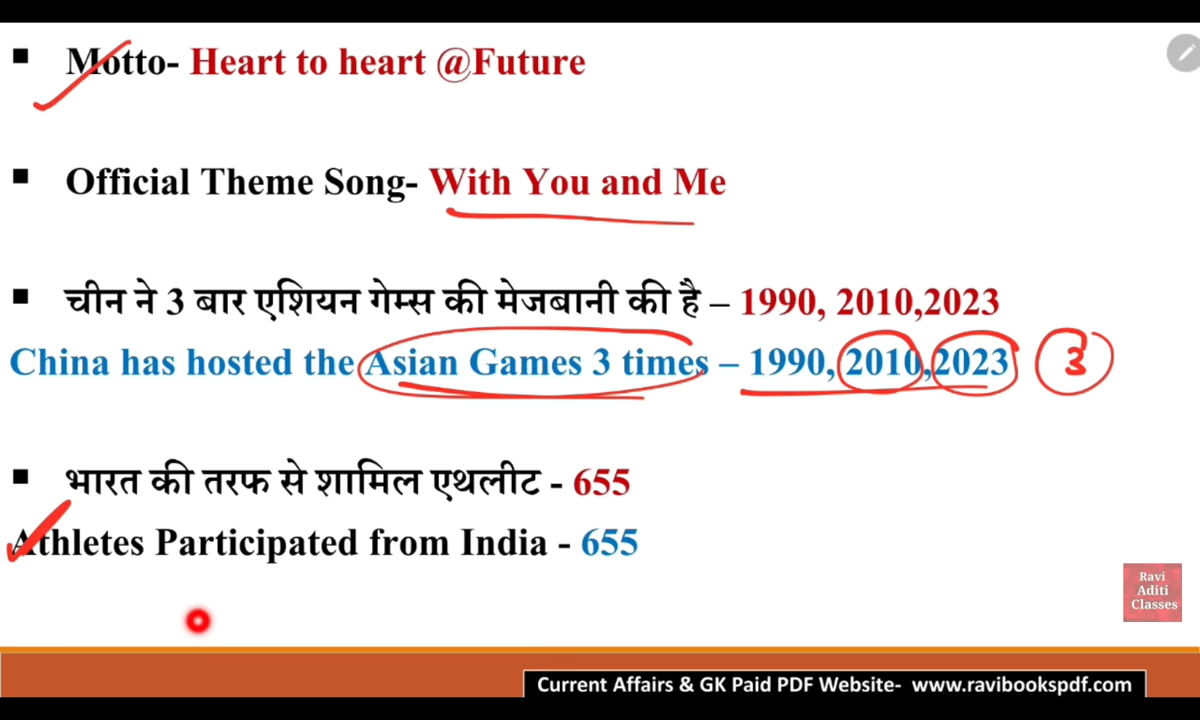 Motto- Heart to heart @Future
Official Theme Song- With You and Me
चीन ने 3 बार एशियन गेम्स की मेजबानी की है – 1990, 2010,2023
China has hosted the Asian Games 3 times – 1990, 2010,2023 3
भारत की तरफ से शामिल एथलीट - 655
Athletes Participated from India - 655
Ravi
Aditi
Classes
Current Affairs & GK Paid PDF Website- www.ravibookspdf.com